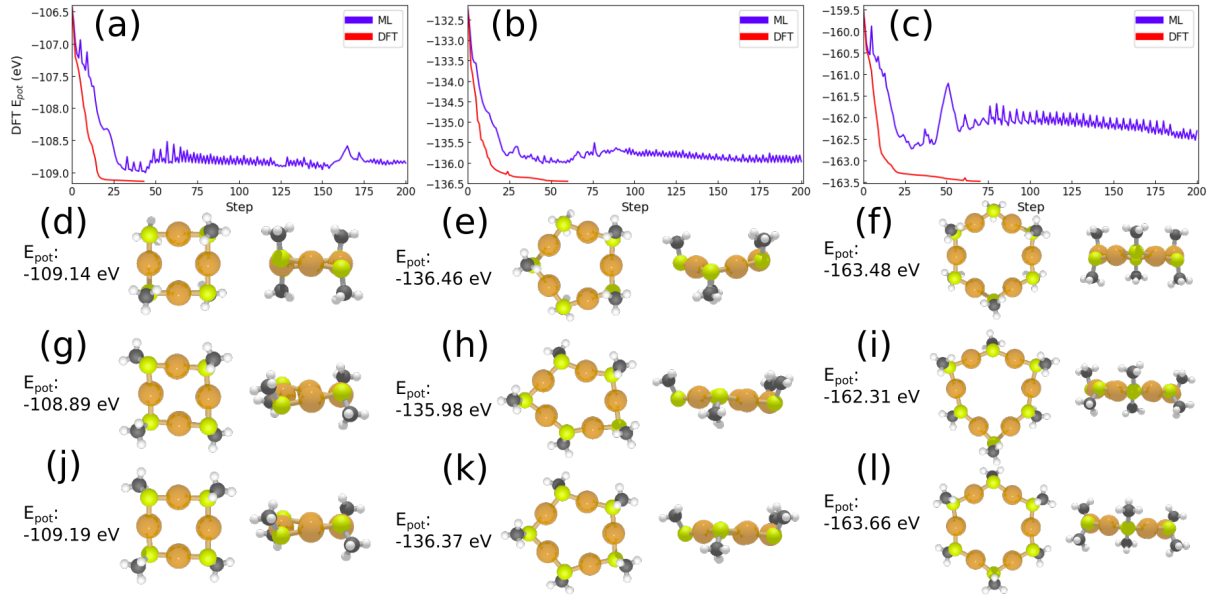 (a)
ML
DFT
DFT E_pot (eV)
−106.5
−107.0
−107.5
−108.0
−108.5
−109.0
0 25 50 75 100 125 150 175 200
Step
(b)
ML
DFT
−132.5
−133.0
−133.5
−134.0
−134.5
−135.0
−135.5
−136.0
−136.5
0 25 50 75 100 125 150 175 200
Step
(c)
ML
DFT
−160.0
−160.5
−161.0
−161.5
−162.0
−162.5
−163.0
−163.5
0 25 50 75 100 125 150 175 200
Step
(d)
E_pot:
-109.14 eV
(e)
E_pot:
-136.46 eV
(f)
E_pot:
-163.48 eV
(g)
E_pot:
-108.89 eV
(h)
E_pot:
-135.98 eV
(i)
E_pot:
-162.31 eV
(j)
E_pot:
-109.19 eV
(k)
E_pot:
-136.37 eV
(l)
E_pot:
-163.66 eV